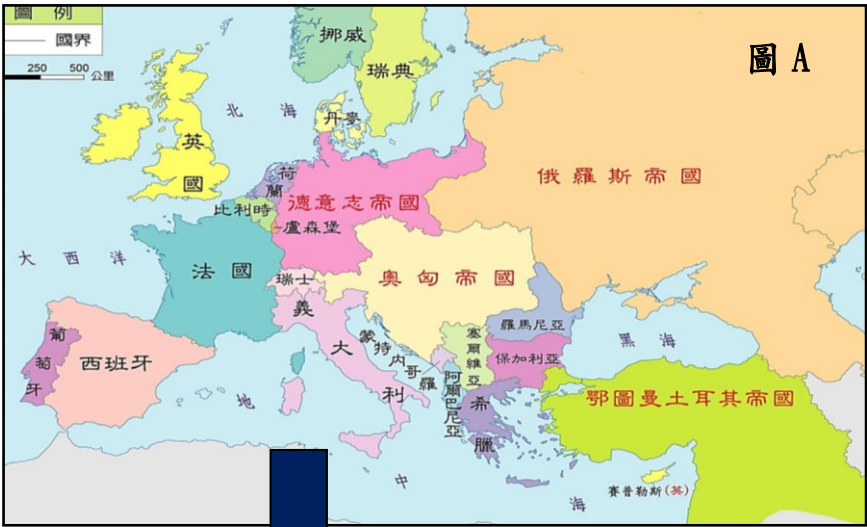 圖 例
國界
250 500 公里
圖 A
挪威
瑞典
北 海
丹麥
英國
荷蘭
俄羅斯帝國
德意志帝國
比利時
盧森堡
大西洋
法國
瑞士
奧匈帝國
義大利
羅馬尼亞
黑海
塞爾維亞
蒙特內哥羅
保加利亞
葡萄牙
西班牙
阿爾巴尼亞
希臘
鄂圖曼土耳其帝國
地中海
賽普勒斯(英)